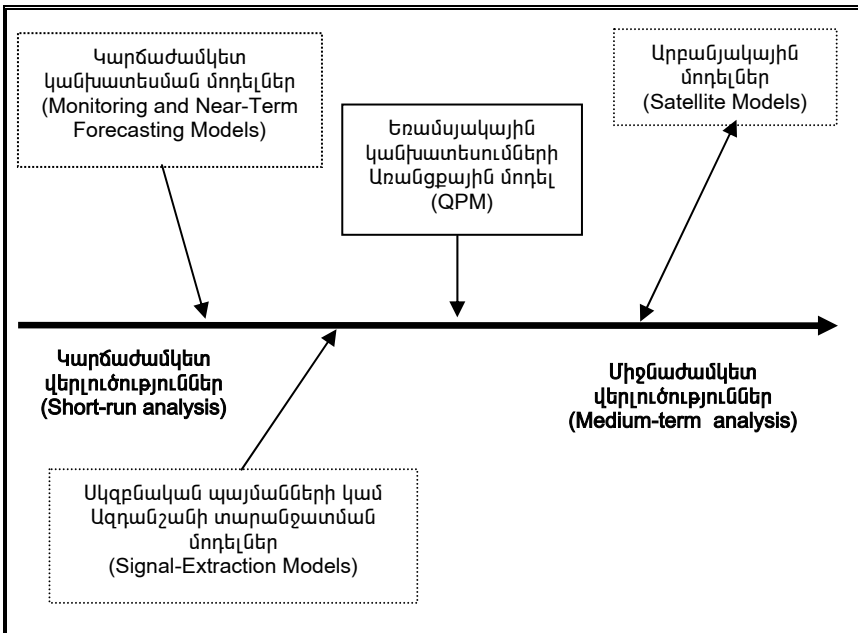 Կարճաժամկետ
կանխատեսման մոդելներ
(Monitoring and Near-Term
Forecasting Models)
Եռամսյակային
կանխատեսումների
Առանցքային մոդել
(QPM)
Արբանյակային
մոդելներ
(Satellite Models)
Կարճաժամկետ
վերլուծություններ
(Short-run analysis)
Միջնաժամկետ
վերլուծություններ
(Medium-term analysis)
Սկզբնական պայմանների կամ
Ազդանշանի տարանջատման
մոդելներ
(Signal-Extraction Models)